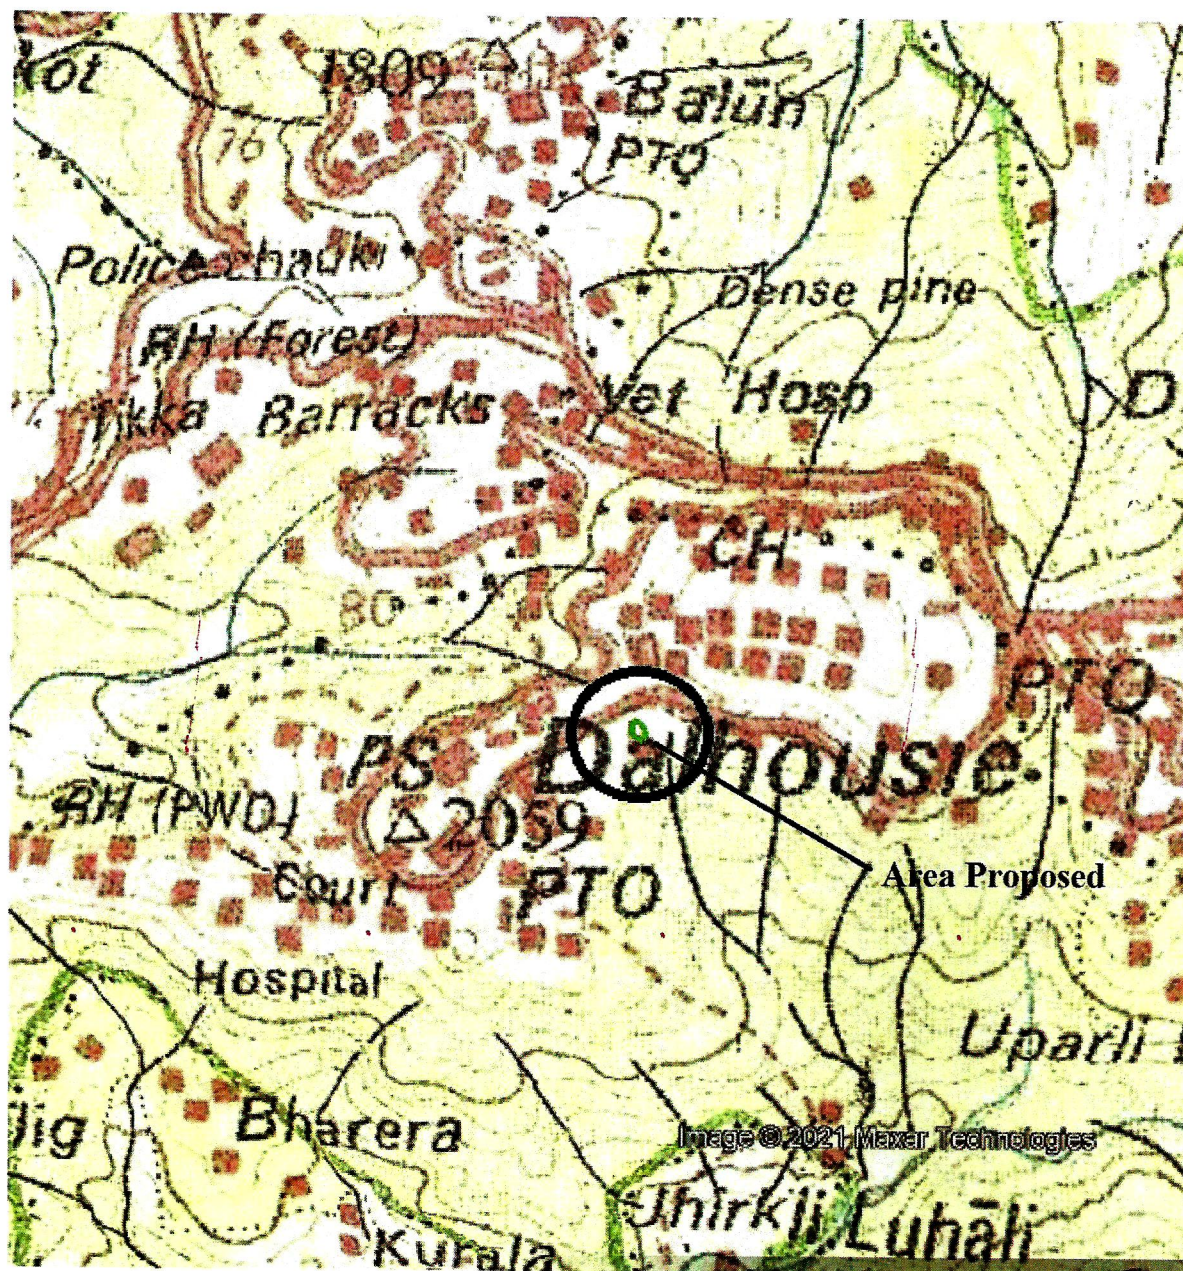 1809
Balūn
PTO
76
Police chauki
Dense pine
RH (Forest)
Tikka Barracks
Vet Hosp
D
CH
80
PTO
PS
Dalhousie
RH (PWD)
2059
Court
PTO
Area Proposed
Hospital
Uparli
Bharera
Image © 2021 Maxar Technologies
Jhirkli
Luhāli
Kurala